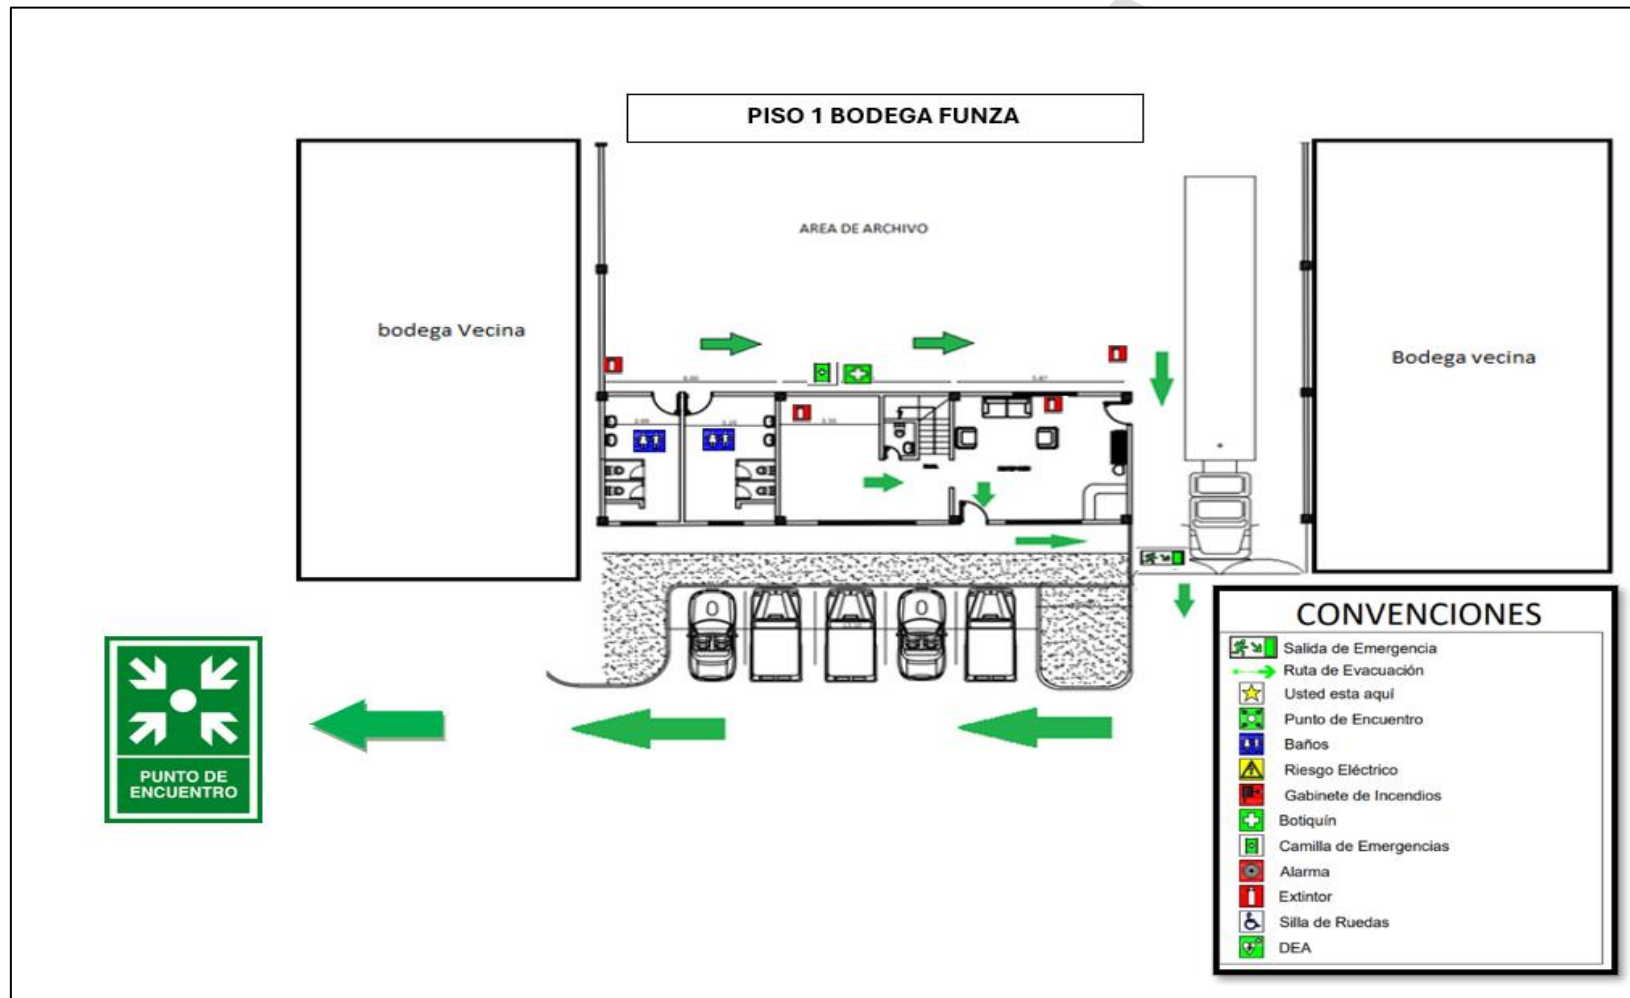 PISO 1 BODEGA FUNZA
AREA DE ARCHIVO
bodega Vecina
Bodega vecina
PUNTO DE
ENCUENTRO
CONVENCIONES
Salida de Emergencia
Ruta de Evacuación
Usted esta aquí
Punto de Encuentro
Baños
Riesgo Eléctrico
Gabinete de Incendios
Botiquín
Camilla de Emergencias
Alarma
Extintor
Silla de Ruedas
DEA